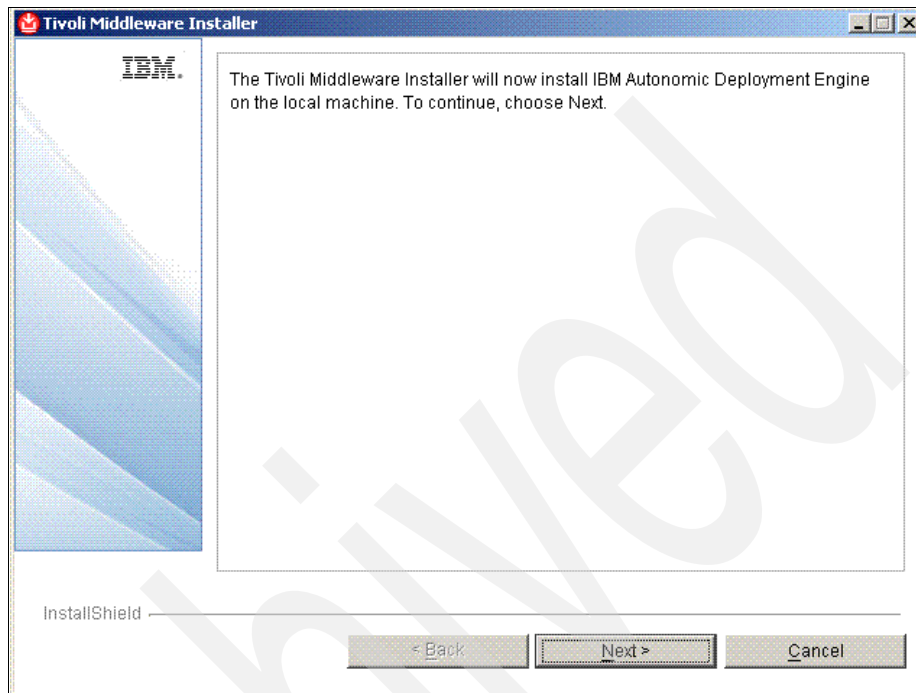 Tivoli Middleware Installer
IBM.
The Tivoli Middleware Installer will now install IBM Autonomic Deployment Engine
on the local machine. To continue, choose Next.
InstallShield
< Back
Next >
Cancel
hived